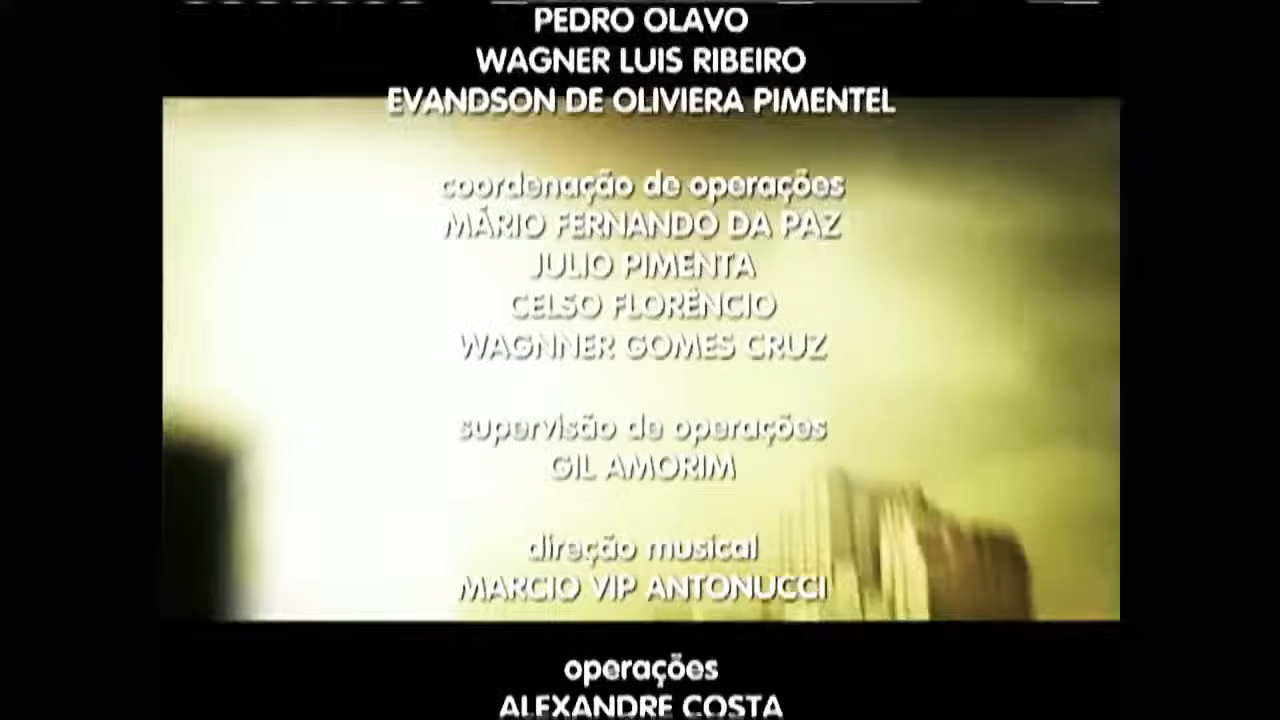 PEDRO OLAVO
WAGNER LUIS RIBEIRO
EVANDSON DE OLIVIERA PIMENTEL
coordenação de operações
MÁRIO FERNANDO DA PAZ
JULIO PIMENTA
CELSO FLORÊNCIO
WAGNNER GOMES CRUZ
supervisão de operações
GIL AMORIM
direção musical
MARCIO VIP ANTONUCCI
operações
ALEXANDRE COSTA